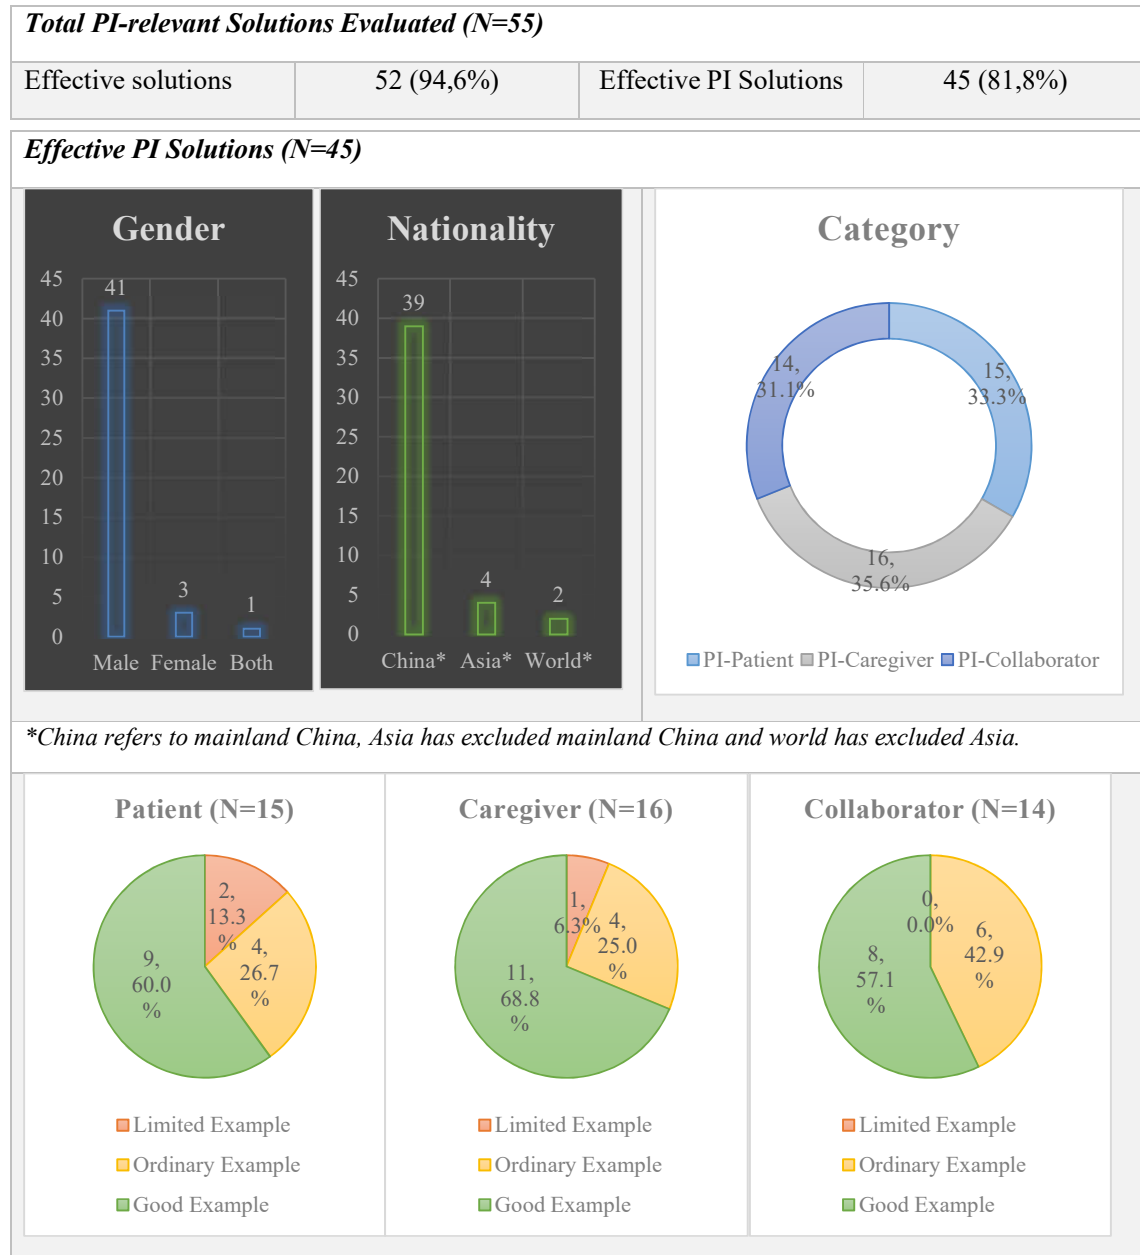 Total PI-relevant Solutions Evaluated (N=55)
Effective solutions 52 (94,6%) Effective PI Solutions 45 (81,8%)
Effective PI Solutions (N=45)
Gender
45
40
35
30
25
20
15
10
5
0
41
3
1
Male Female Both
Nationality
45
40
35
30
25
20
15
10
5
0
39
4
2
China* Asia* World*
Category
14,
31.1%
15,
33.3%
16,
35.6%
PI-Patient PI-Caregiver PI-Collaborator
*China refers to mainland China, Asia has excluded mainland China and world has excluded Asia.
Patient (N=15)
2,
13.3
%
4,
26.7
%
9,
60.0
%
Limited Example
Ordinary Example
Good Example
Caregiver (N=16)
1,
6.3%
4,
25.0
%
11,
68.8
%
Limited Example
Ordinary Example
Good Example
Collaborator (N=14)
0,
0.0%
6,
42.9
%
8,
57.1
%
Limited Example
Ordinary Example
Good Example